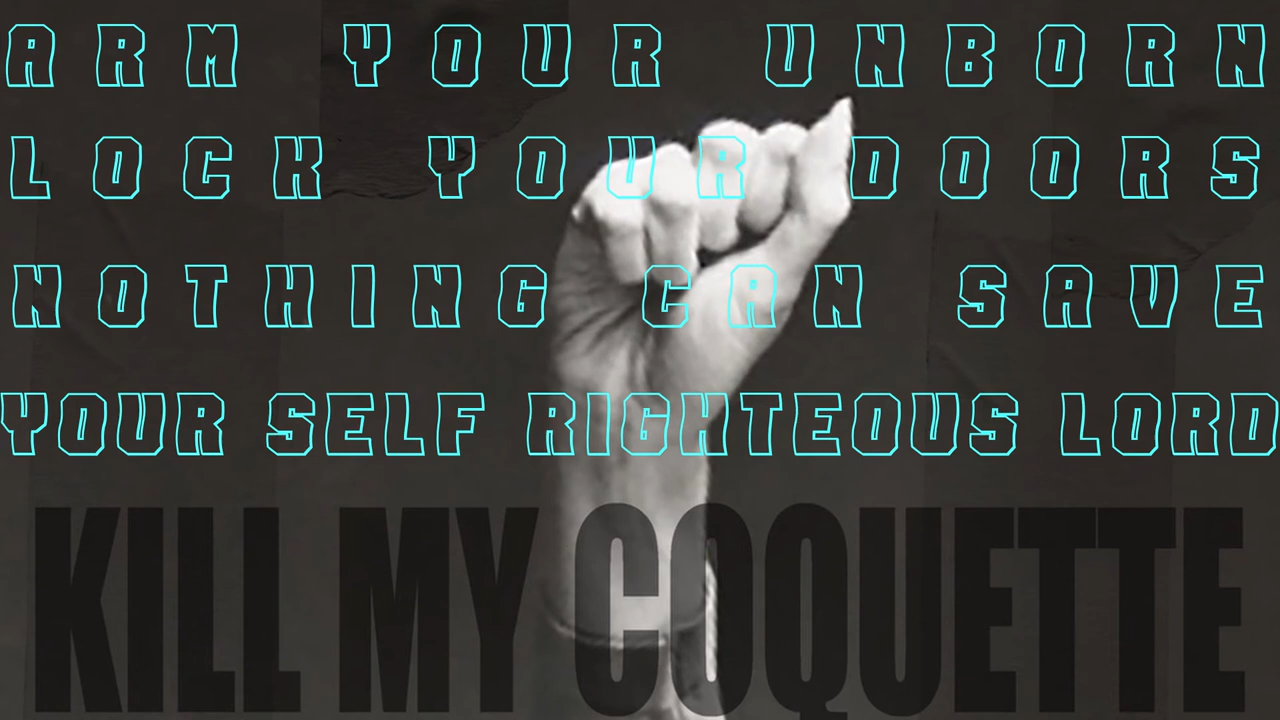 ARM YOUR UNBORN
LOCK YOUR DOORS
NOTHING CAN SAVE
YOUR SELF RIGHTEOUS LORD
KILL MY COQUETTE